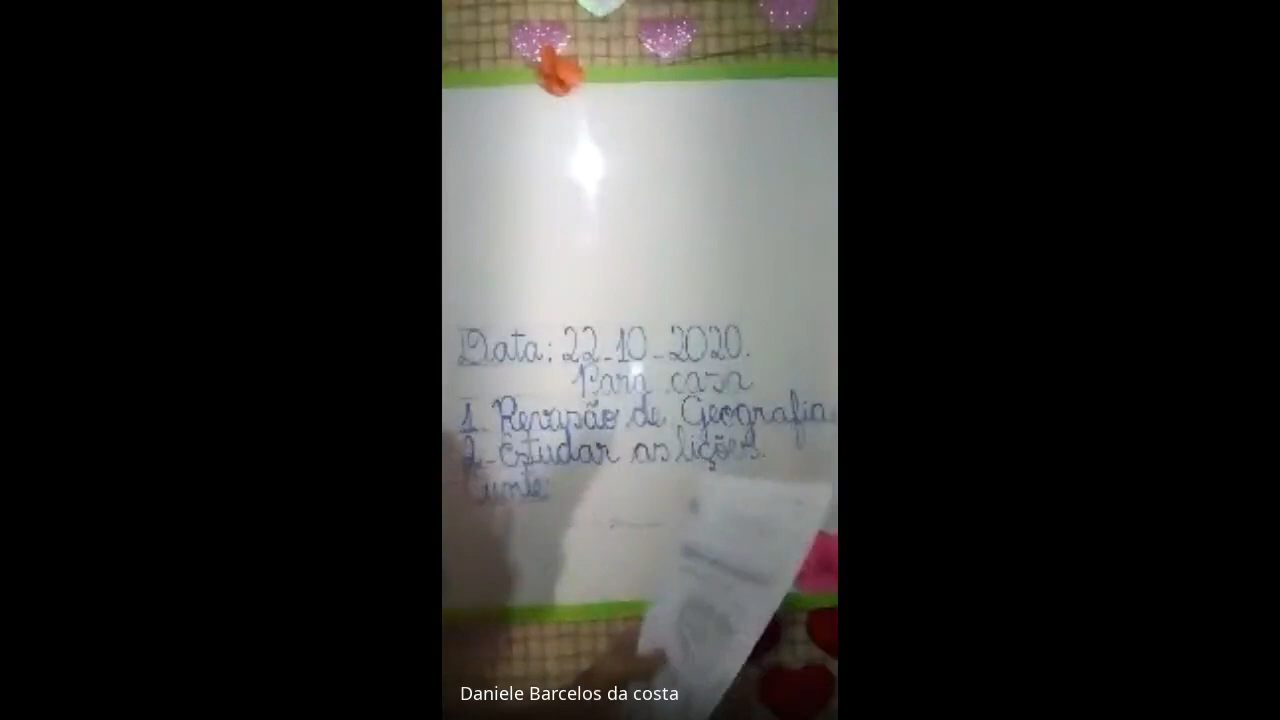 Data: 22-10-2020.
Para casa
1. Revisão de Geografia
2- Estudar as lições.
Daniele Barcelos da costa